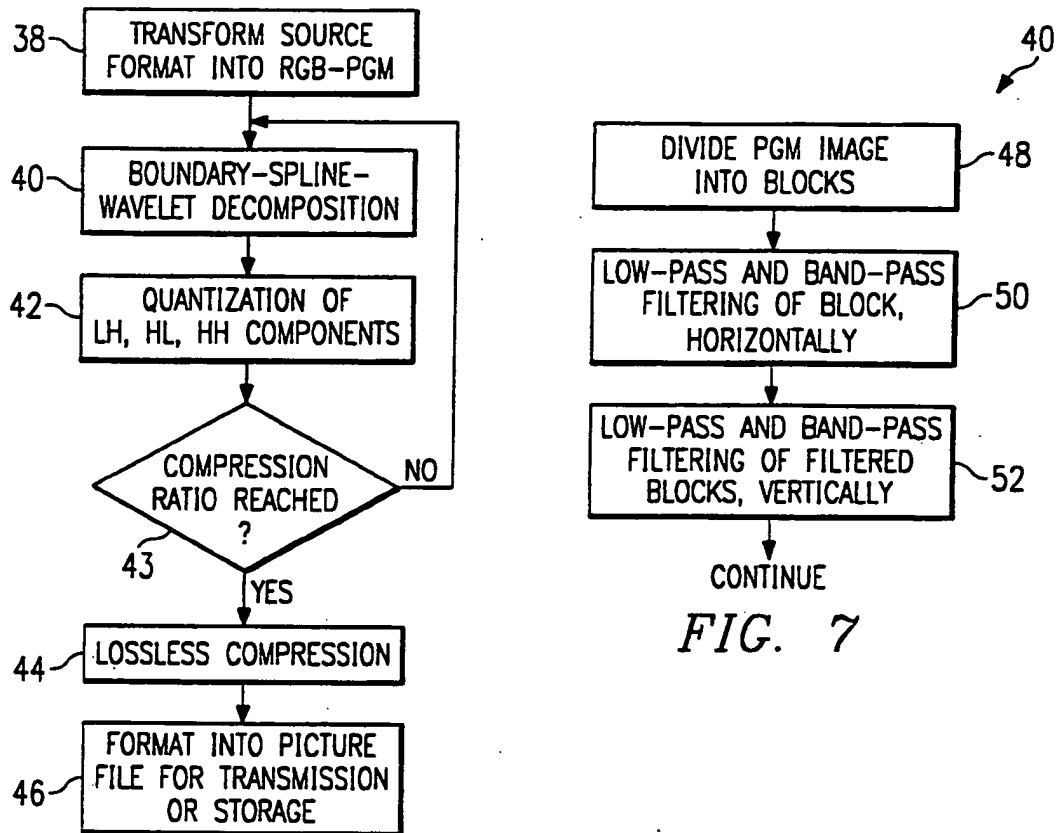 38
TRANSFORM SOURCE
FORMAT INTO RGB-PGM
40
BOUNDARY-SPLINE-
WAVELET DECOMPOSITION
42
QUANTIZATION OF
LH, HL, HH COMPONENTS
COMPRESSION
RATIO REACHED
?
NO
43
YES
44
LOSSLESS COMPRESSION
46
FORMAT INTO PICTURE
FILE FOR TRANSMISSION
OR STORAGE
40
DIVIDE PGM IMAGE
INTO BLOCKS
48
LOW-PASS AND BAND-PASS
FILTERING OF BLOCK,
HORIZONTALLY
50
LOW-PASS AND BAND-PASS
FILTERING OF FILTERED
BLOCKS, VERTICALLY
52
CONTINUE
FIG. 7